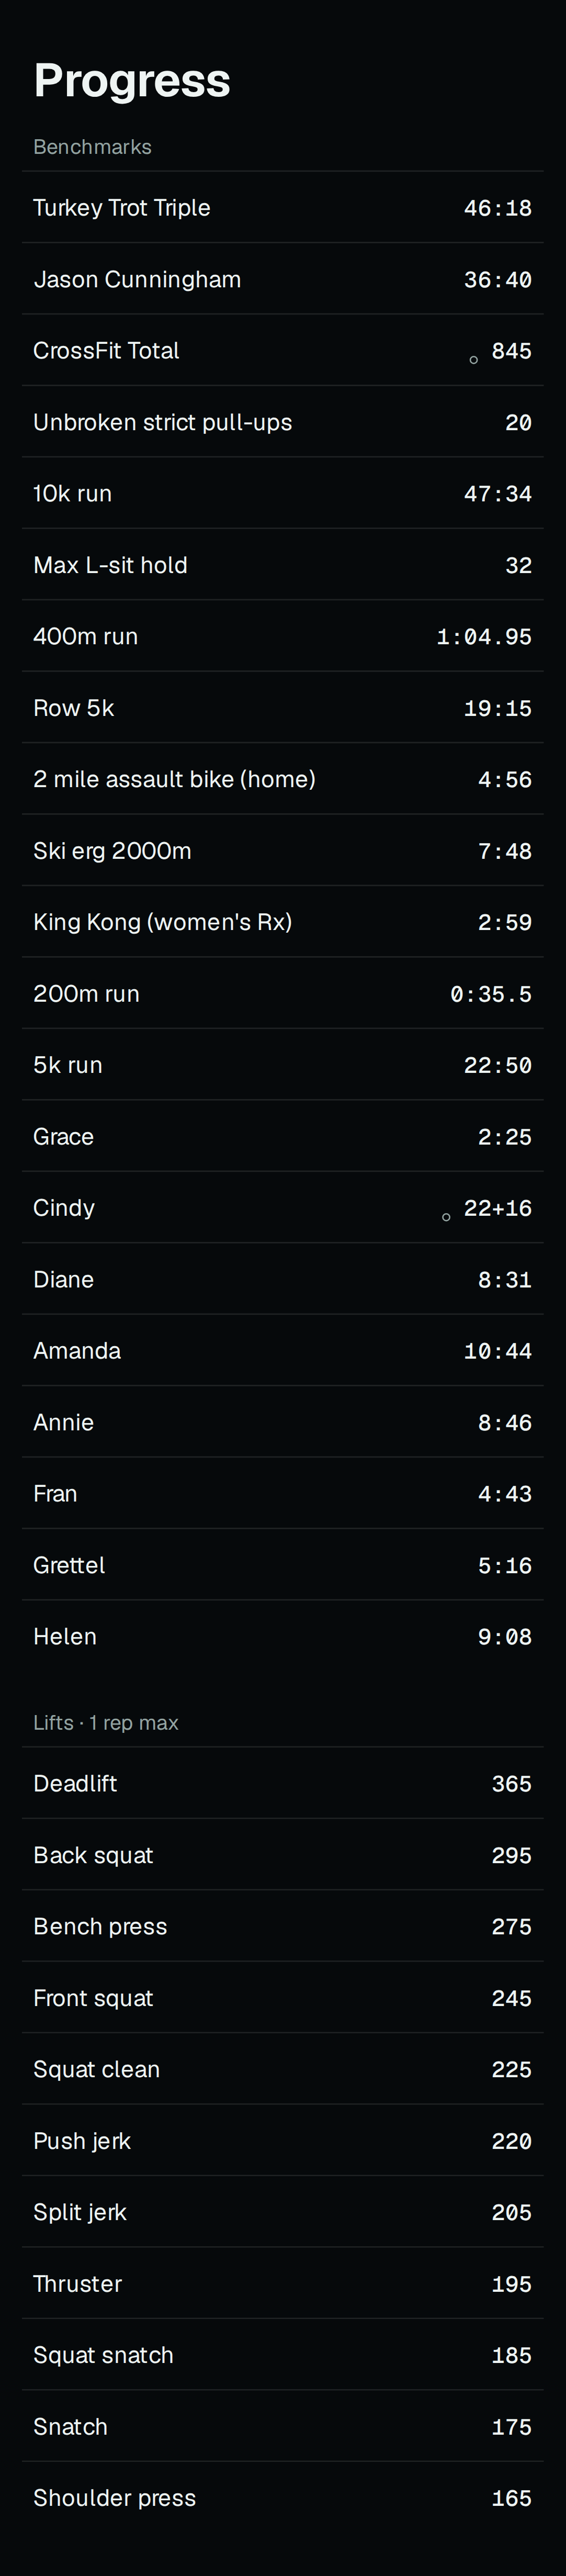 Progress
Benchmarks
Turkey Trot Triple 46:18
Jason Cunningham 36:40
CrossFit Total 845
Unbroken strict pull-ups 20
10k run 47:34
Max L-sit hold 32
400m run 1:04.95
Row 5k 19:15
2 mile assault bike (home) 4:56
Ski erg 2000m 7:48
King Kong (women's Rx) 2:59
200m run 0:35.5
5k run 22:50
Grace 2:25
Cindy 22+16
Diane 8:31
Amanda 10:44
Annie 8:46
Fran 4:43
Grettel 5:16
Helen 9:08
Lifts · 1 rep max
Deadlift 365
Back squat 295
Bench press 275
Front squat 245
Squat clean 225
Push jerk 220
Split jerk 205
Thruster 195
Squat snatch 185
Snatch 175
Shoulder press 165